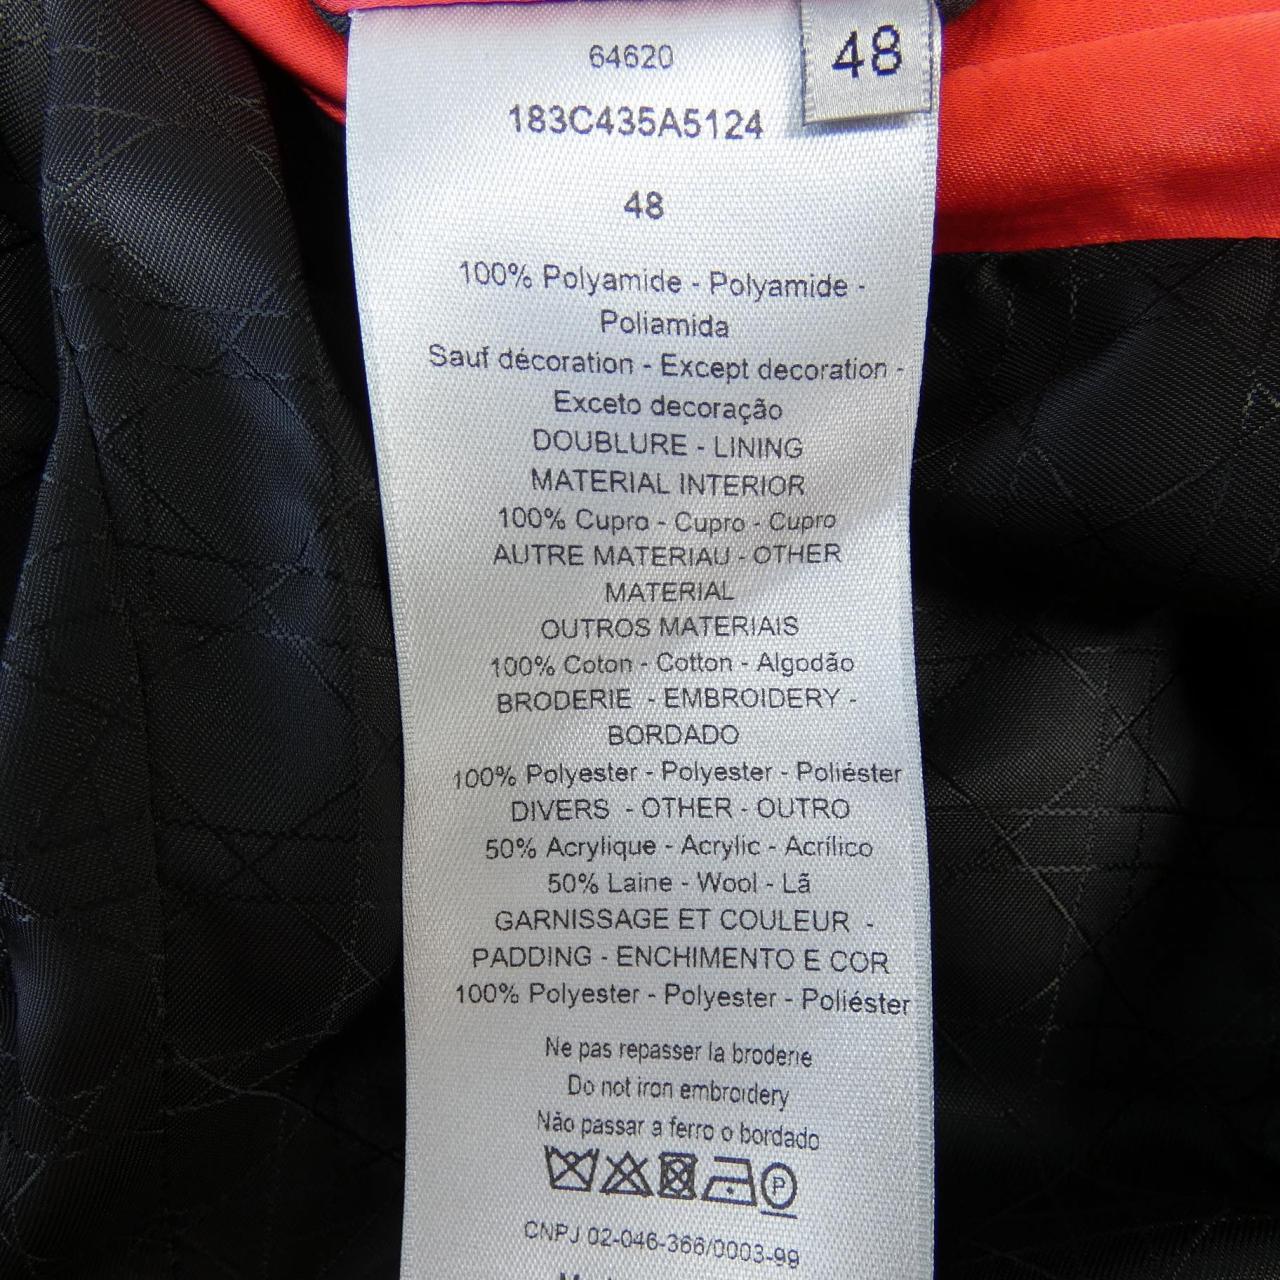 48
64620
183C435A5124
48
100% Polyamide - Polyamide -
Poliamida
Sauf décoration - Except decoration -
Exceto decoração
DOUBLURE - LINING
MATERIAL INTERIOR
100% Cupro - Cupro - Cupro
AUTRE MATERIAU - OTHER
MATERIAL
OUTROS MATERIAIS
100% Coton - Cotton - Algodão
BRODERIE - EMBROIDERY -
BORDADO
100% Polyester - Polyester - Poliéster
DIVERS - OTHER - OUTRO
50% Acrylique - Acrylic - Acrílico
50% Laine - Wool - Lã
GARNISSAGE ET COULEUR -
PADDING - ENCHIMENTO E COR
100% Polyester - Polyester - Poliéster
Ne pas repasser la broderie
Do not iron embroidery
Não passar a ferro o bordado
P
CNPJ 02-046-366/0003-99